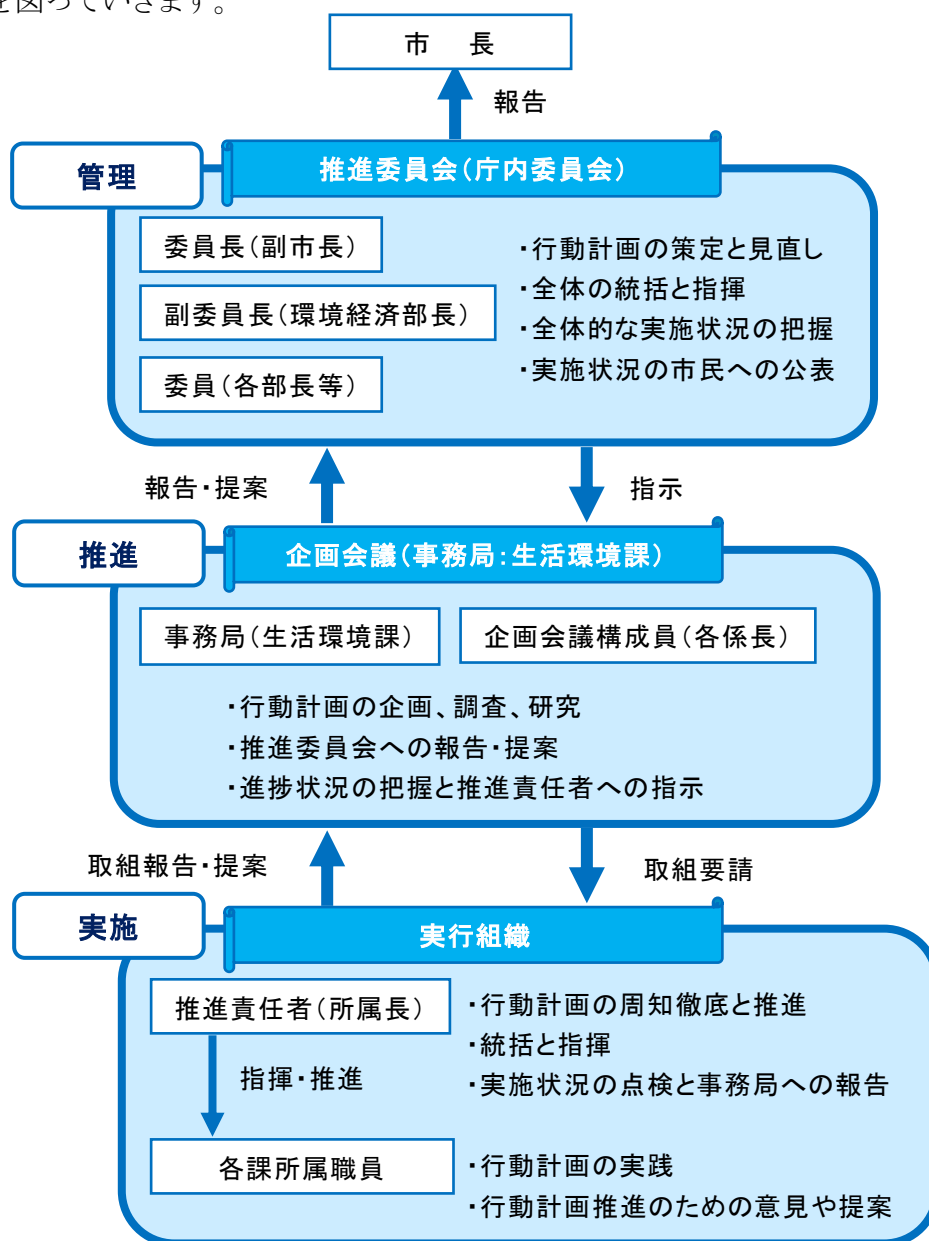 を図っていきます。
市　長
報告
管理
推進委員会(庁内委員会)
委員長(副市長)
副委員長(環境経済部長)
委員(各部長等)
・行動計画の策定と見直し
・全体の統括と指揮
・全体的な実施状況の把握
・実施状況の市民への公表
報告・提案
指示
推進
企画会議(事務局:生活環境課)
事務局(生活環境課)
企画会議構成員(各係長)
・行動計画の企画、調査、研究
・推進委員会への報告・提案
・進捗状況の把握と推進責任者への指示
取組報告・提案
取組要請
実施
実行組織
推進責任者(所属長)
・行動計画の周知徹底と推進
・統括と指揮
・実施状況の点検と事務局への報告
指揮・推進
各課所属職員
・行動計画の実践
・行動計画推進のための意見や提案